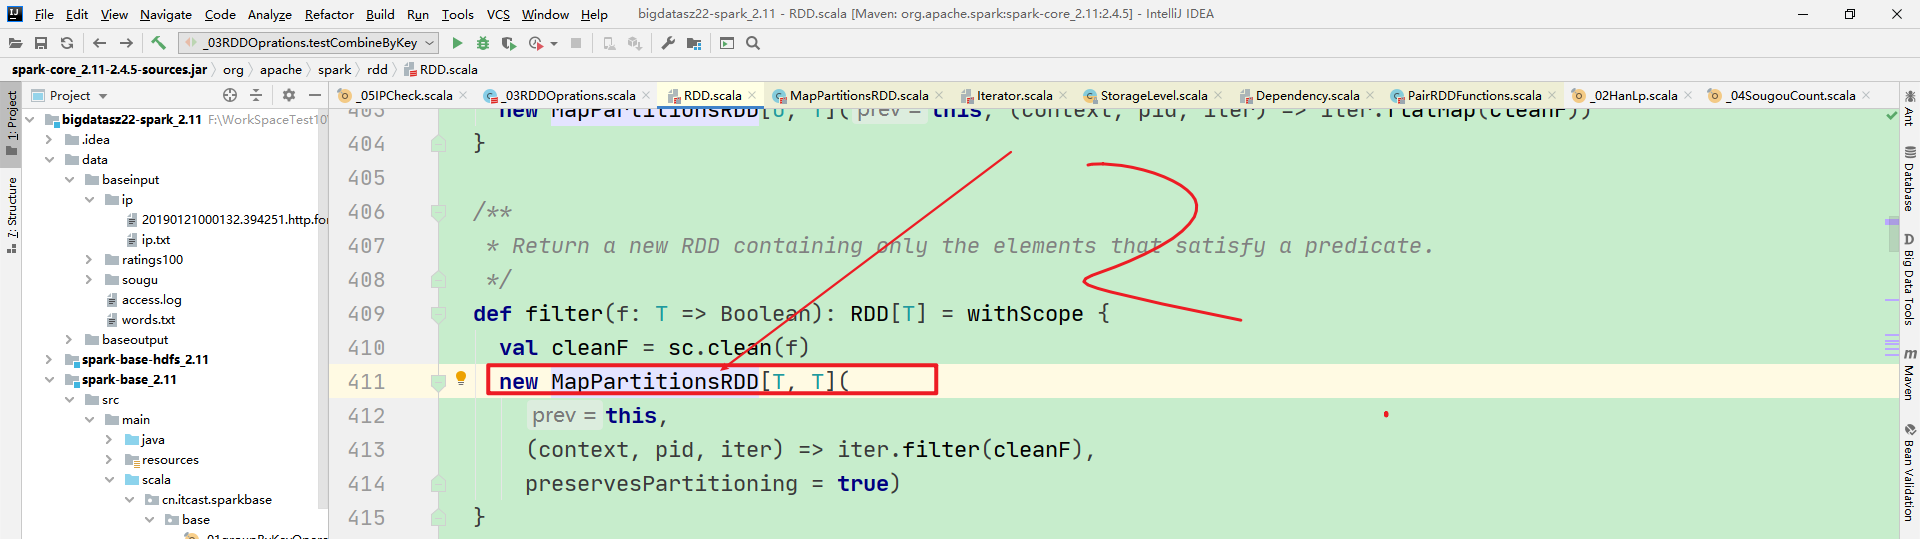 File Edit View Navigate Code Analyze Refactor Build Run Tools VCS Window Help bigdatasz22-spark_2.11 - RDD.scala [Maven: org.apache.spark:spark-core_2.11:2.4.5] - IntelliJ IDEA
_03RDDOprations.testCombineByKey
spark-core_2.11-2.4.5-sources.jar org apache spark rdd RDD.scala
Project
_05IPCheck.scala _03RDDOprations.scala RDD.scala MapPartitionsRDD.scala Iterator.scala StorageLevel.scala Dependency.scala PairRDDFunctions.scala _02HanLp.scala _04SougouCount.scala
1: Project
7: Structure
bigdatasz22-spark_2.11 F:\WorkSpaceTest10
.idea
data
baseinput
ip
20190121000132.394251.http.for
ip.txt
ratings100
sougu
access.log
words.txt
baseoutput
spark-base-hdfs_2.11
spark-base_2.11
src
main
java
resources
scala
cn.itcast.sparkbase
base
_01groupByKeyOpera
403 new MapPartitionsRDD[U, T]( prev = this, (context, pid, iter) => iter.flatMap(cleanF))
404 }
405
406 /**
407 * Return a new RDD containing only the elements that satisfy a predicate.
408 */
409 def filter(f: T => Boolean): RDD[T] = withScope {
410 val cleanF = sc.clean(f)
411 new MapPartitionsRDD[T, T](
412 prev = this,
413 (context, pid, iter) => iter.filter(cleanF),
414 preservesPartitioning = true)
415 }
Ant
Database
D Big Data Tools
m Maven
Bean Validation